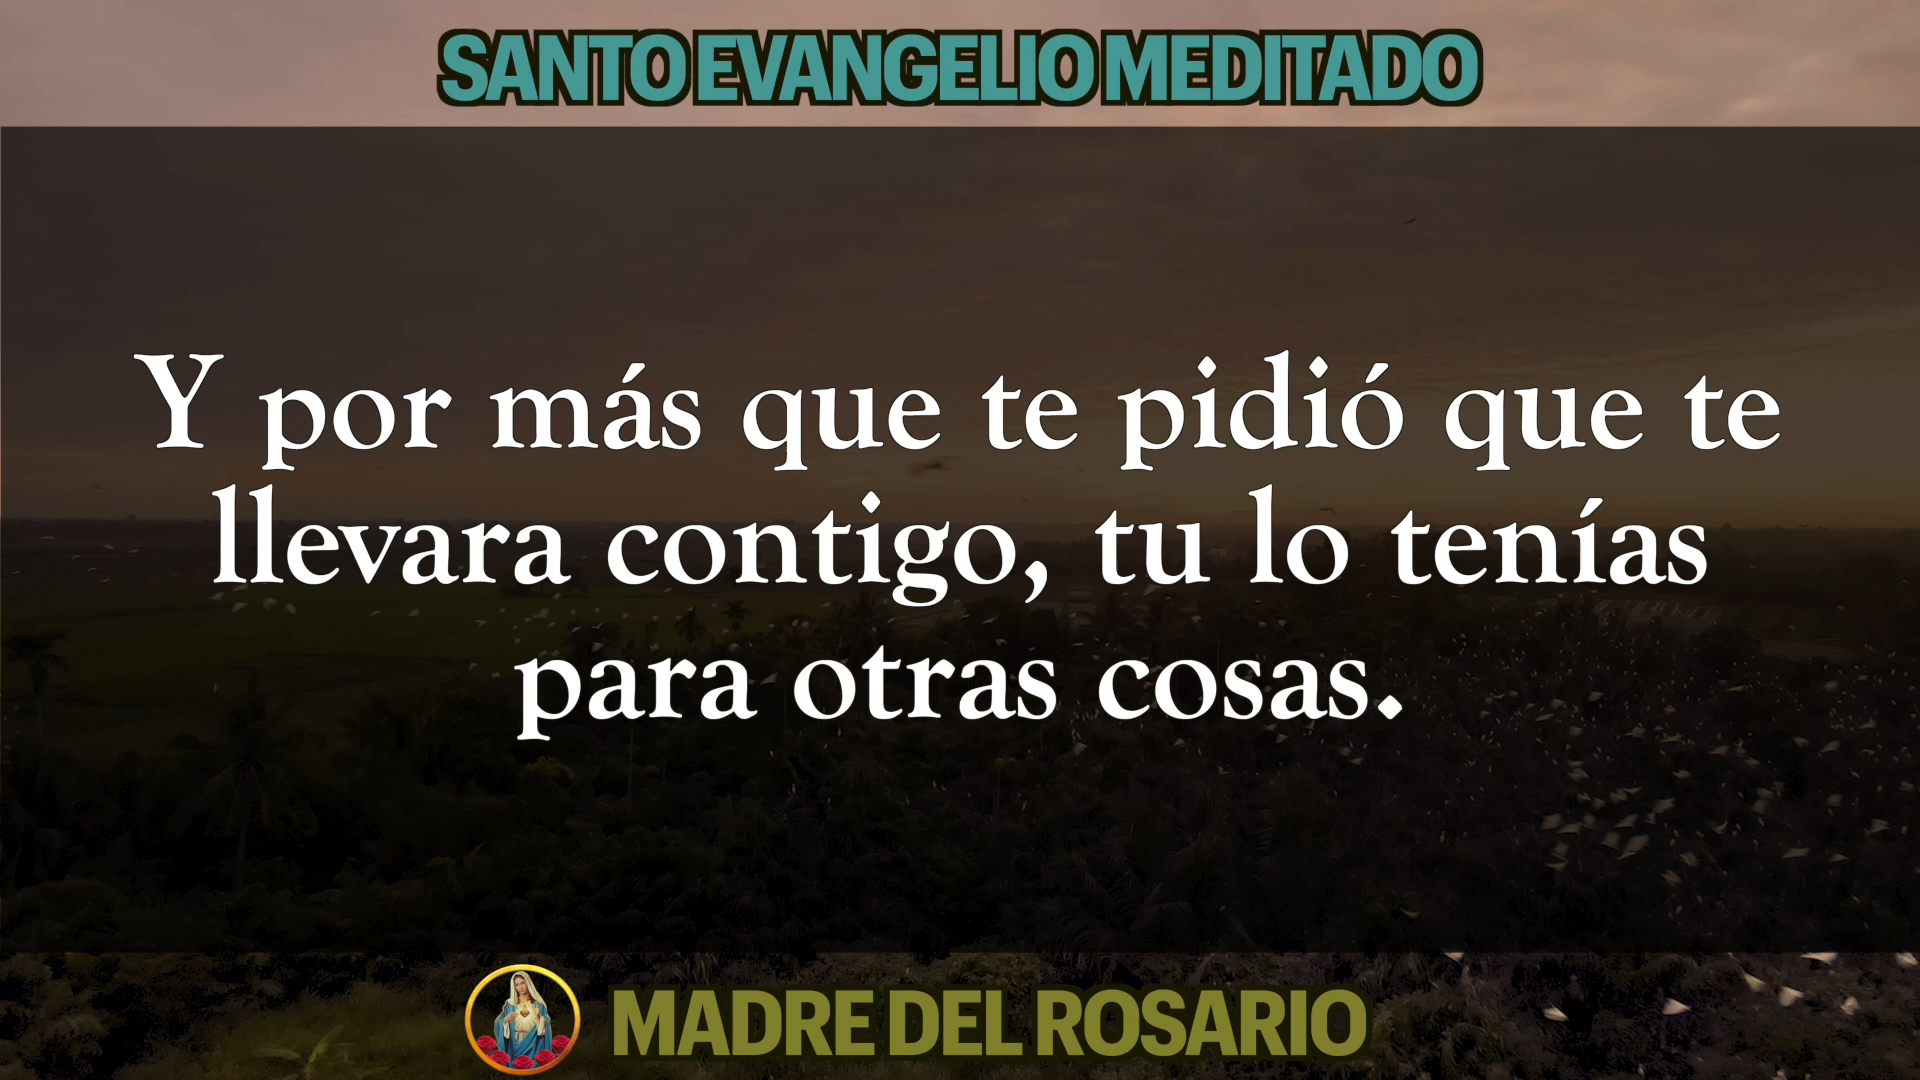 SANTO EVANGELIO MEDITADO
Y por más que te pidió que te
llevara contigo, tu lo tenías
para otras cosas.
MADRE DEL ROSARIO